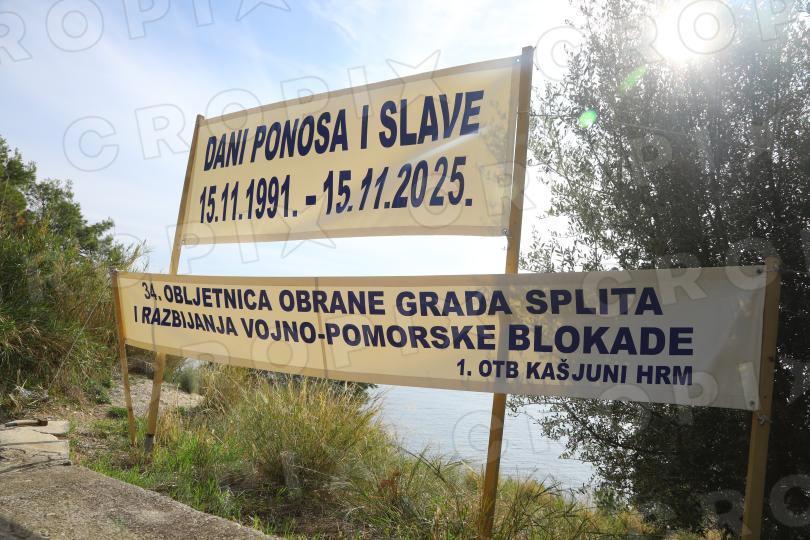 DANI PONOSA I SLAVE
15.11.1991. - 15.11.2025.
34. OBLJETNICA OBRANE GRADA SPLITA
I RAZBIJANJA VOJNO-POMORSKE BLOKADE
1. OTB KAŠJUNI HRM
CROPIX